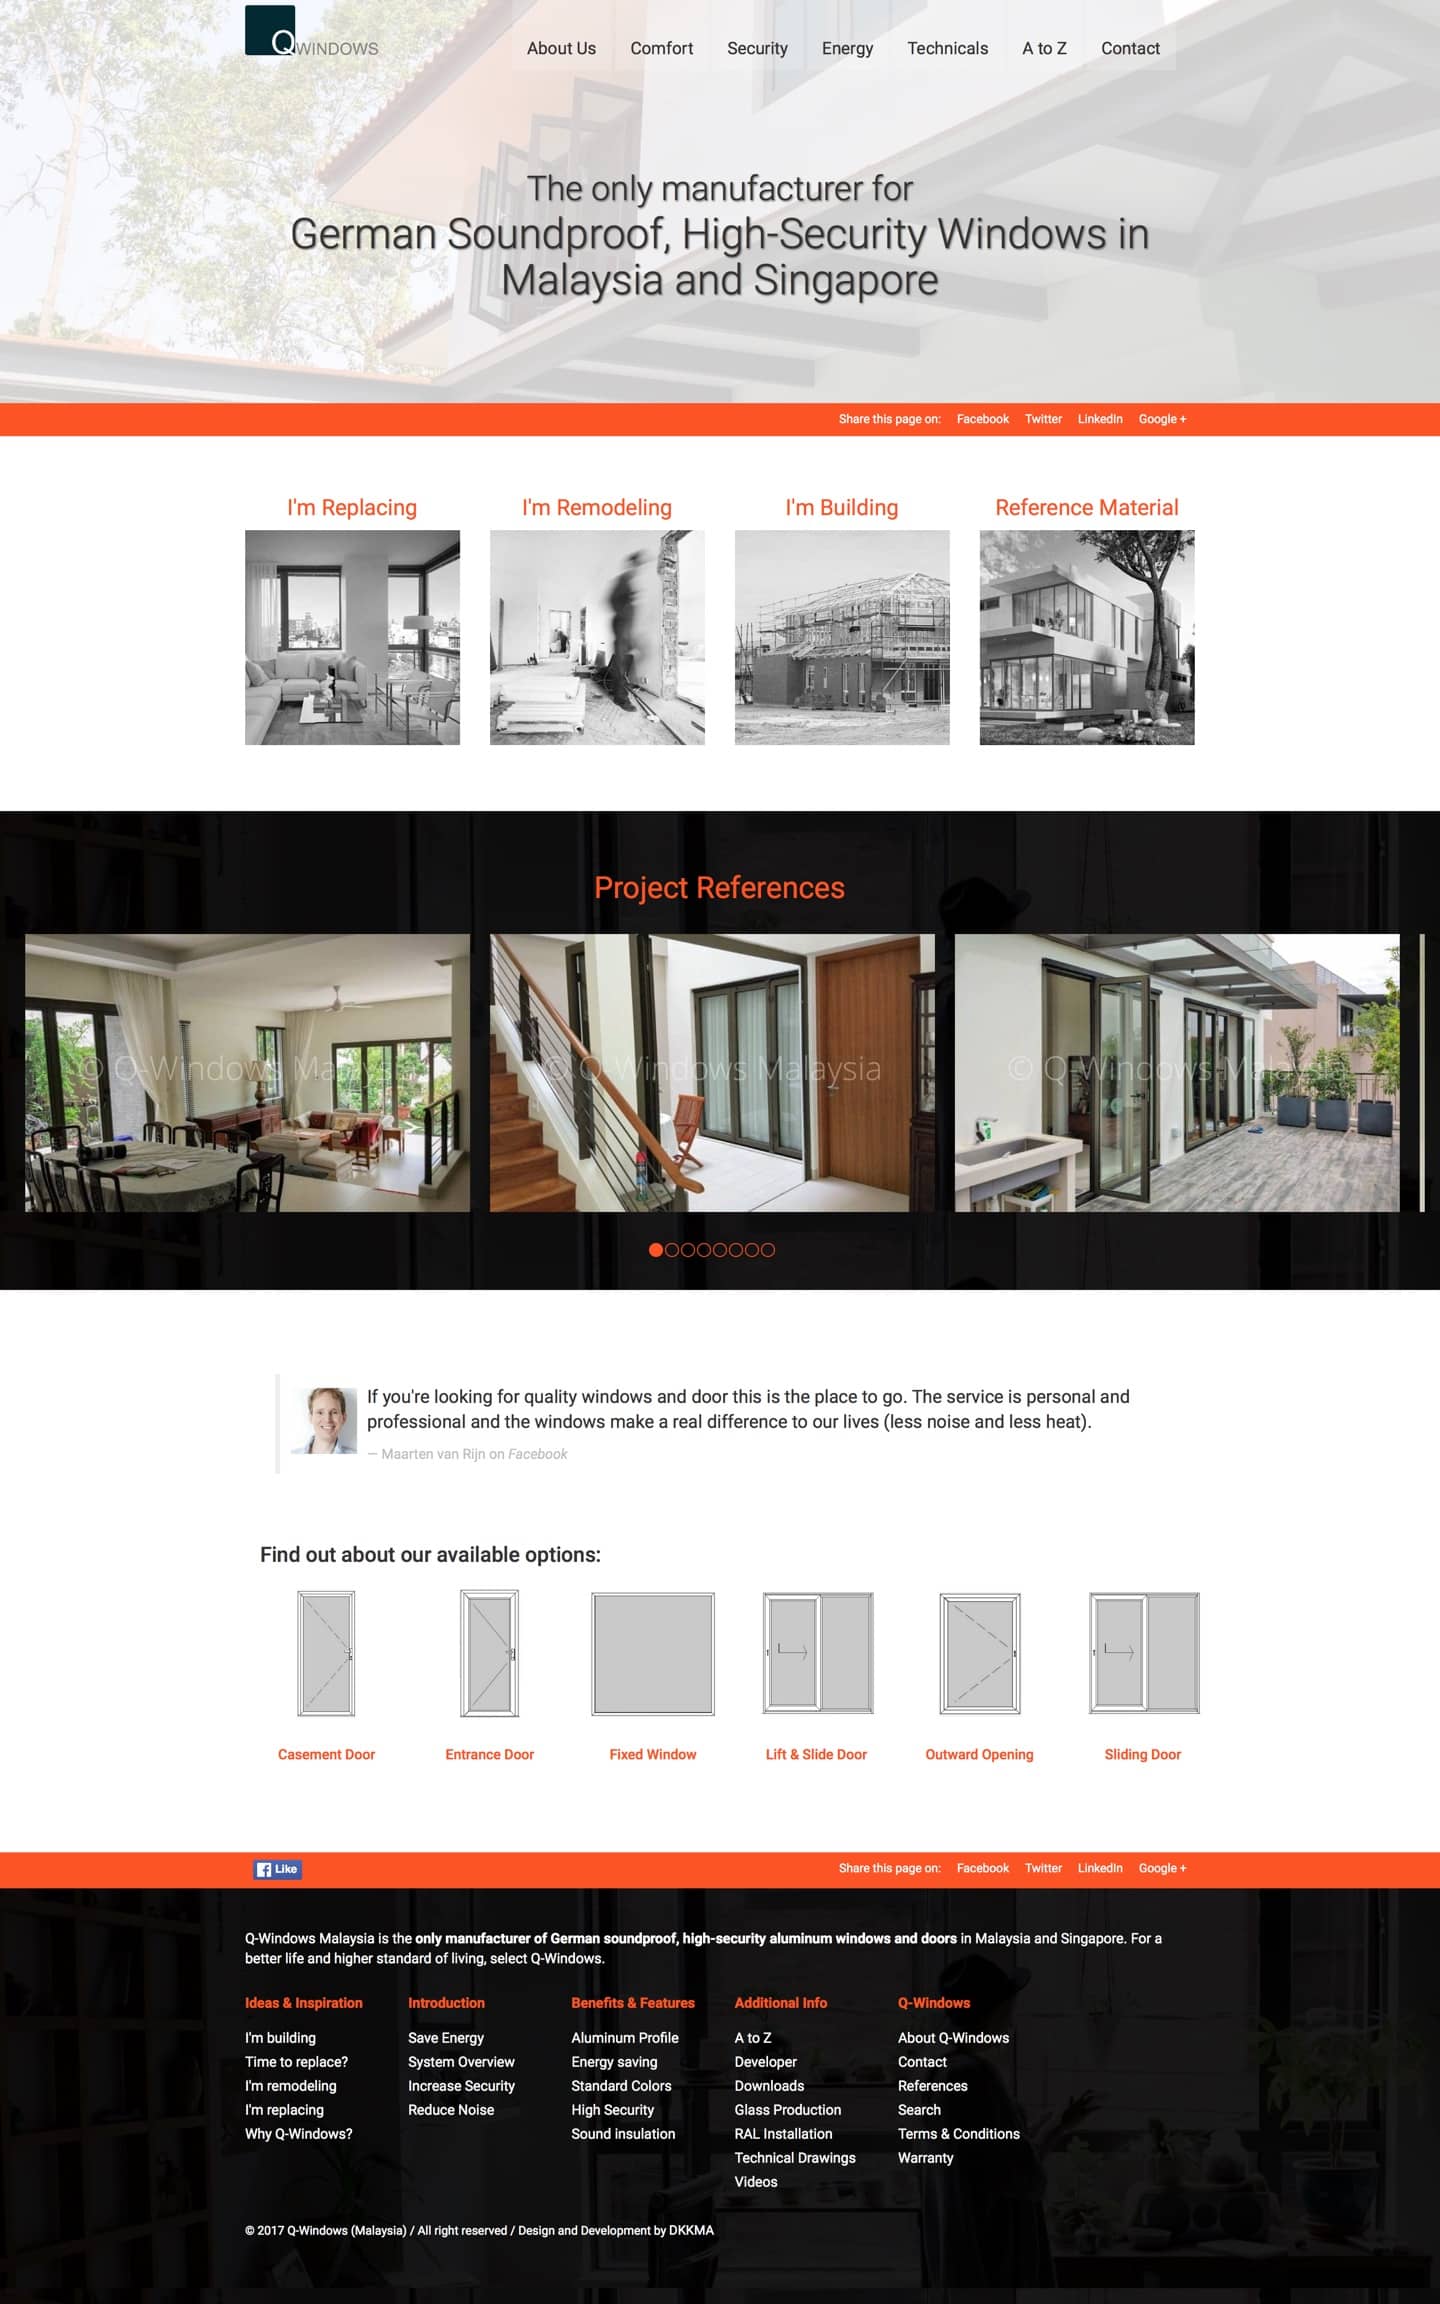 QWINDOWS
About Us Comfort Security Energy Technicals A to Z Contact
The only manufacturer for
German Soundproof, High-Security Windows in
Malaysia and Singapore
Share this page on: Facebook Twitter LinkedIn Google +
I'm Replacing I'm Remodeling I'm Building Reference Material
Project References
© Q-Windows Malaysia © Q-Windows Malaysia © Q-Windows Malaysia
If you're looking for quality windows and door this is the place to go. The service is personal and
professional and the windows make a real difference to our lives (less noise and less heat).
— Maarten van Rijn on Facebook
Find out about our available options:
Casement Door Entrance Door Fixed Window Lift & Slide Door Outward Opening Sliding Door
Like Share this page on: Facebook Twitter LinkedIn Google +
Q-Windows Malaysia is the only manufacturer of German soundproof, high-security aluminum windows and doors in Malaysia and Singapore. For a
better life and higher standard of living, select Q-Windows.
Ideas & Inspiration
I'm building
Time to replace?
I'm remodeling
I'm replacing
Why Q-Windows?
Introduction
Save Energy
System Overview
Increase Security
Reduce Noise
Benefits & Features
Aluminum Profile
Energy saving
Standard Colors
High Security
Sound insulation
Additional Info
A to Z
Developer
Downloads
Glass Production
RAL Installation
Technical Drawings
Videos
Q-Windows
About Q-Windows
Contact
References
Search
Terms & Conditions
Warranty
© 2017 Q-Windows (Malaysia) / All right reserved / Design and Development by DKKMA